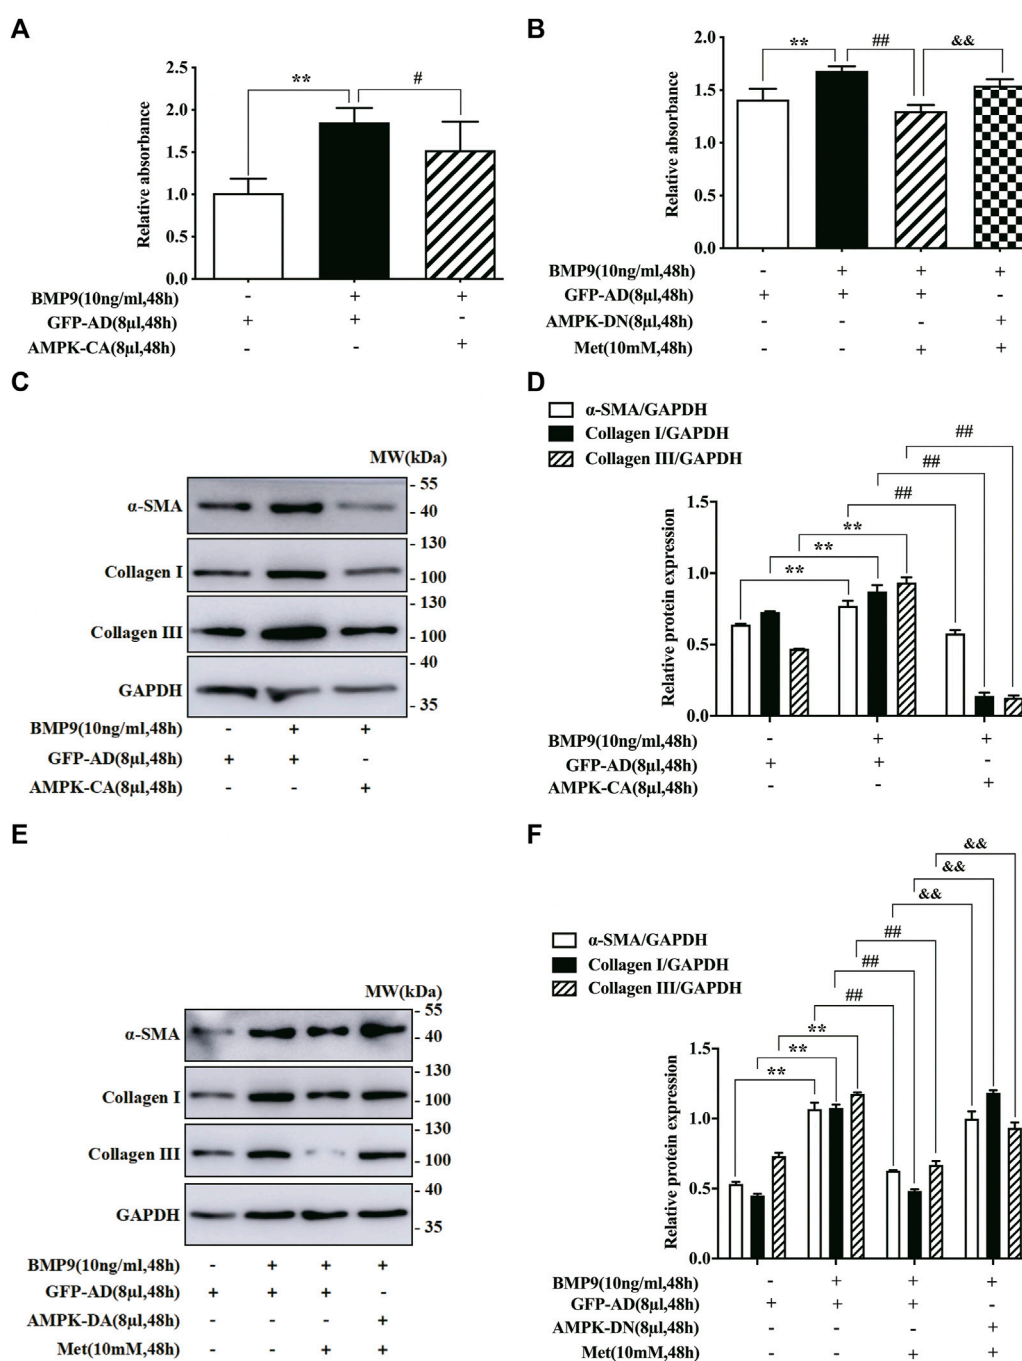 A
**
#
Relative absorbance
2.5
2.0
1.5
1.0
0.5
0.0
BMP9(10ng/ml,48h) - + +
GFP-AD(8μl,48h) + + -
AMPK-CA(8μl,48h) - - +
B
** ## &&
Relative absorbance
2.0
1.5
1.0
0.5
0.0
BMP9(10ng/ml,48h) - + + +
GFP-AD(8μl,48h) + + + -
AMPK-DN(8μl,48h) - - - +
Met(10mM,48h) - - + +
C
MW(kDa)
α-SMA
- 55
- 40
Collagen I
- 130
- 100
Collagen III
- 130
- 100
GAPDH
- 40
- 35
BMP9(10ng/ml,48h) - + +
GFP-AD(8μl,48h) + + -
AMPK-CA(8μl,48h) - - +
D
α-SMA/GAPDH
Collagen I/GAPDH
Collagen III/GAPDH
##
##
##
**
**
**
Relative protein expression
1.5
1.0
0.5
0.0
BMP9(10ng/ml,48h) - + +
GFP-AD(8μl,48h) + + -
AMPK-CA(8μl,48h) - - +
E
MW(kDa)
α-SMA
- 55
- 40
Collagen I
- 130
- 100
Collagen III
- 130
- 100
GAPDH
- 40
- 35
BMP9(10ng/ml,48h) - + + +
GFP-AD(8μl,48h) + + + -
AMPK-DA(8μl,48h) - - - +
Met(10mM,48h) - - + +
F
&&
&&
&&
α-SMA/GAPDH
Collagen I/GAPDH
Collagen III/GAPDH
##
##
##
**
**
**
Relative protein expression
1.5
1.0
0.5
0.0
BMP9(10ng/ml,48h) - + + +
GFP-AD(8μl,48h) + + + -
AMPK-DN(8μl,48h) - - - +
Met(10mM,48h) - - + +